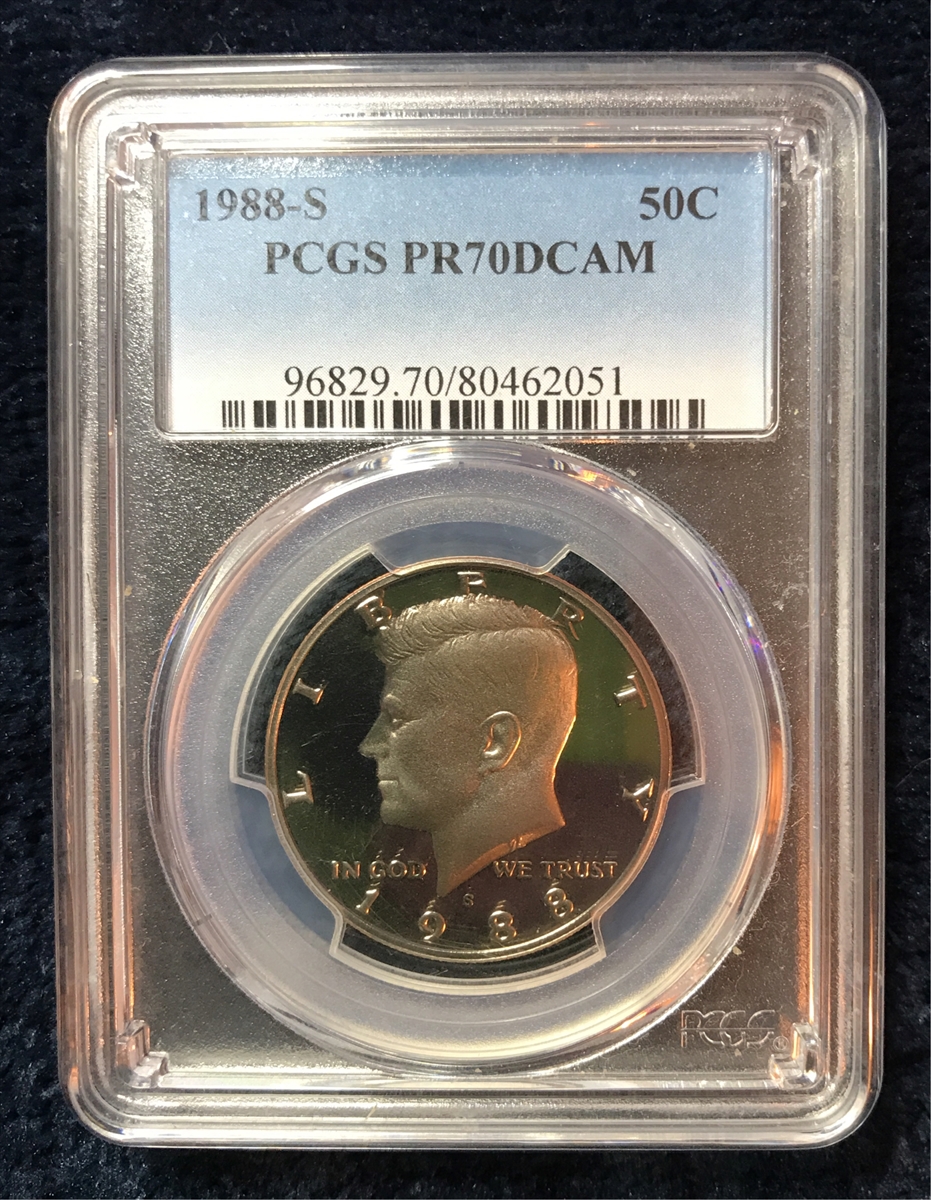 1988-S 50C
PCGS PR70DCAM
96829.70/80462051
LIBERTY
IN GOD WE TRUST
S
1988
PCGS®